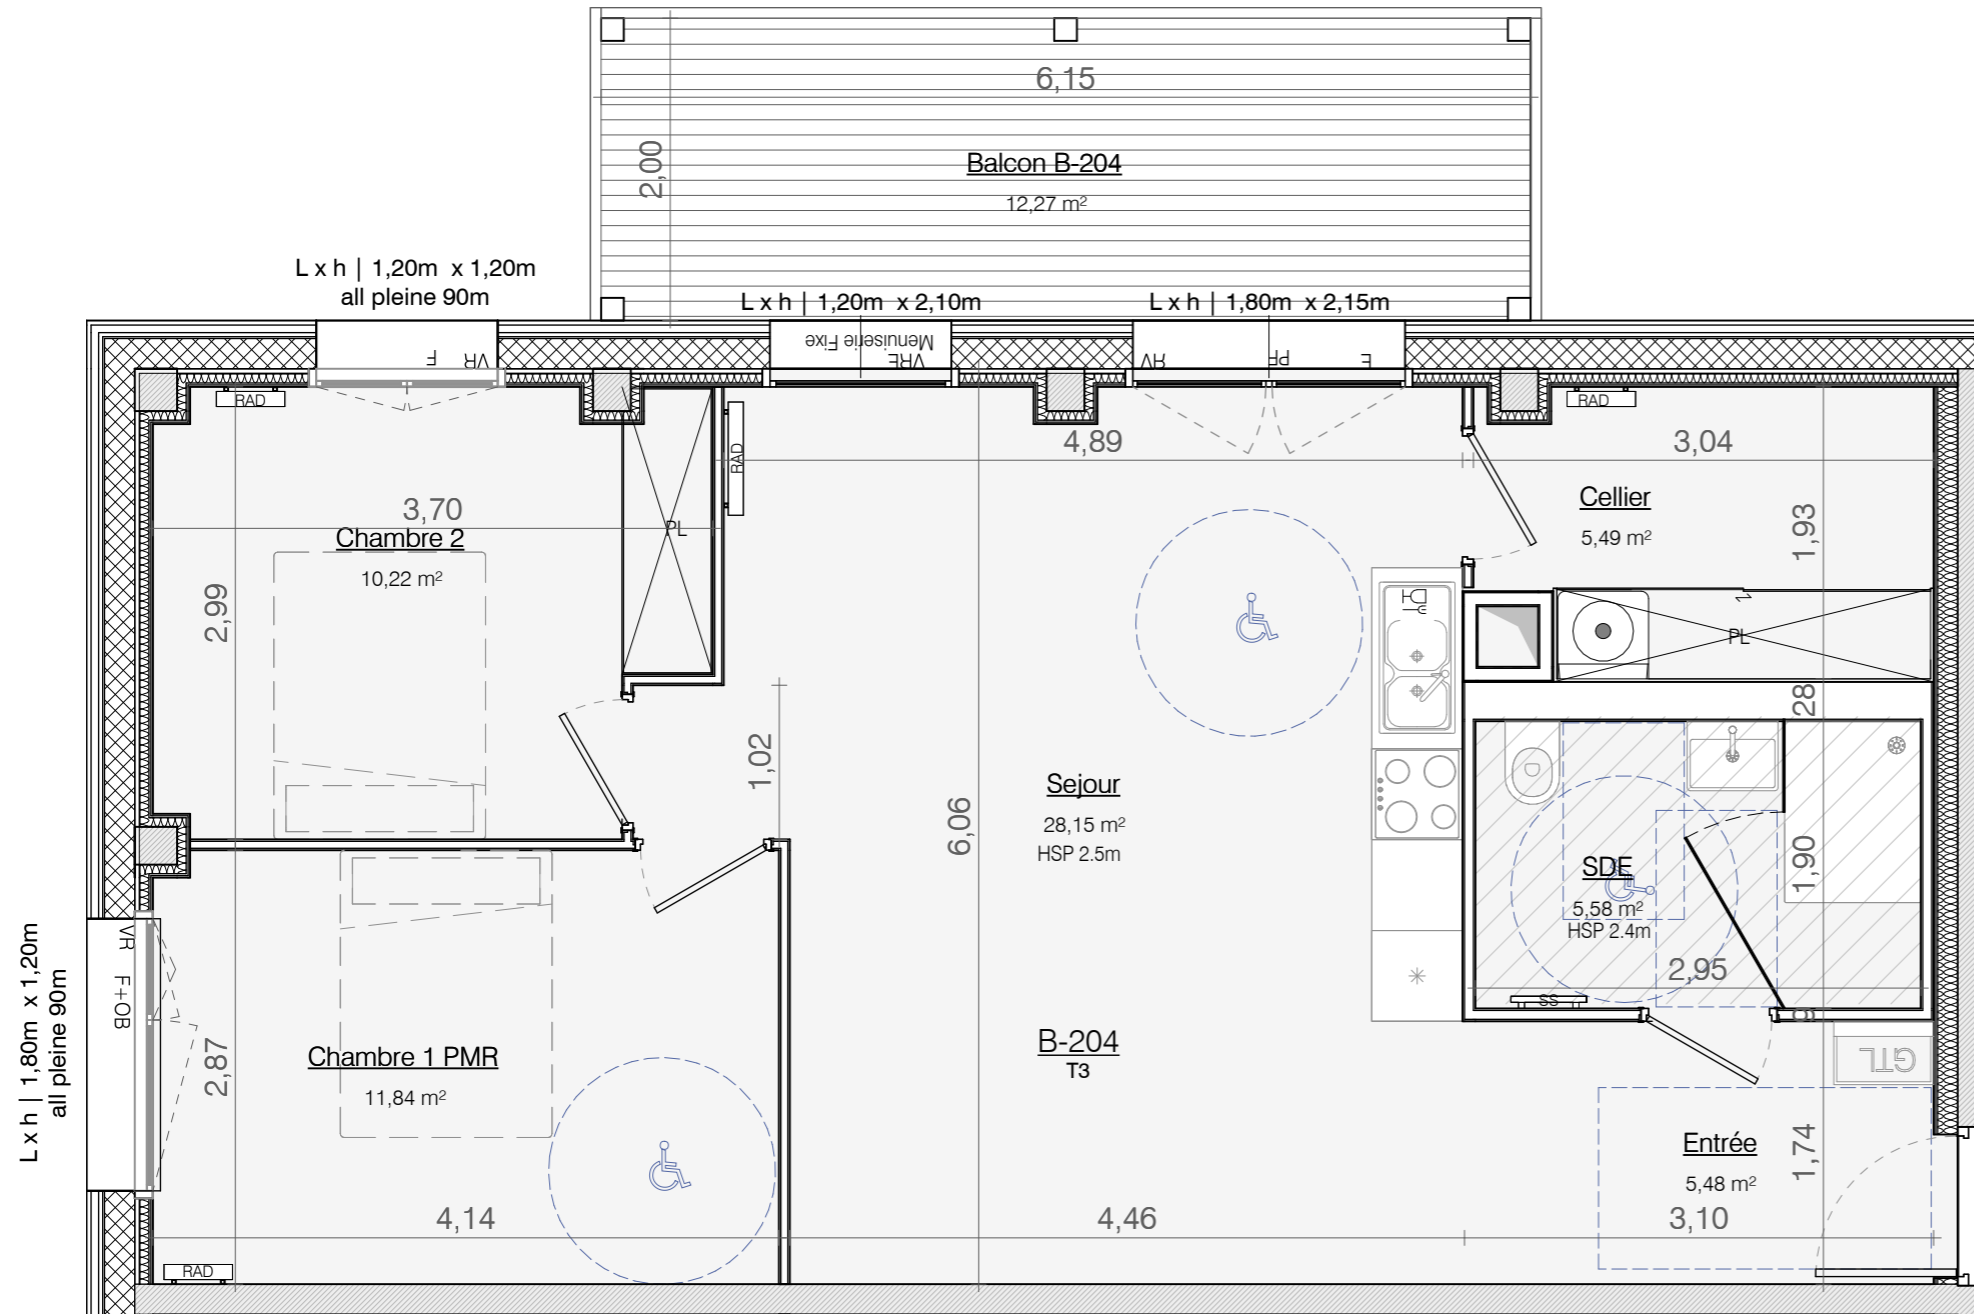 6,15
2,00
Balcon B-204
12,27 m²
L x h | 1,20m x 1,20m
all pleine 90m
L x h | 1,20m x 2,10m
L x h | 1,80m x 2,15m
F VR
Menuiserie Fixe
VRE
VR PF E
RAD
RAD
RAD
4,89
3,04
3,70
Chambre 2
10,22 m²
PL
Cellier
5,49 m²
1,93
2,99
PL
28
1,02
6,06
Sejour
28,15 m²
HSP 2.5m
SDE
5,58 m²
HSP 2.4m
1,90
2,95
SS
9
L x h | 1,80m x 1,20m
all pleine 90m
VR F+OB
2,87
Chambre 1 PMR
11,84 m²
B-204
T3
GTL
Entrée
5,48 m²
1,74
4,14
4,46
3,10
RAD